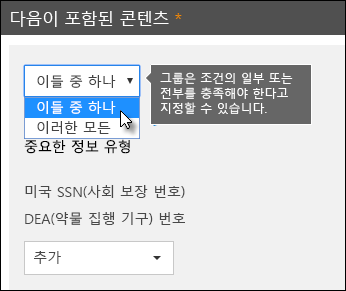 다음이 포함된 콘텐츠 *
이들 중 하나
그룹은 조건의 일부 또는
전부를 충족해야 한다고
지정할 수 있습니다.
이들 중 하나
이러한 모든
중요한 정보 유형
미국 SSN(사회 보장 번호)
DEA(약물 집행 기구) 번호
추가